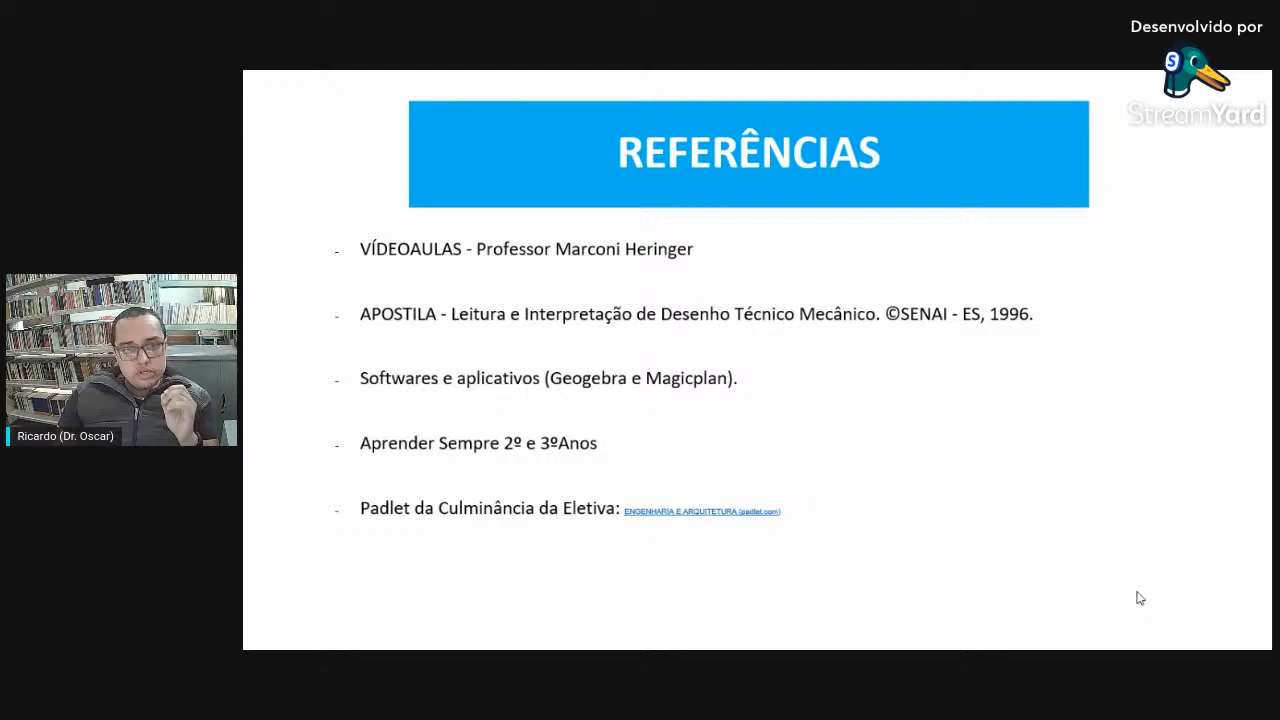 Desenvolvido por
StreamYard
REFERÊNCIAS
- VÍDEOAULAS - Professor Marconi Heringer
- APOSTILA - Leitura e Interpretação de Desenho Técnico Mecânico. ©SENAI - ES, 1996.
- Softwares e aplicativos (Geogebra e Magicplan).
- Aprender Sempre 2º e 3ºAnos
- Padlet da Culminância da Eletiva: ENGENHARIA E ARQUITETURA (padlet.com)
Ricardo (Dr. Oscar)